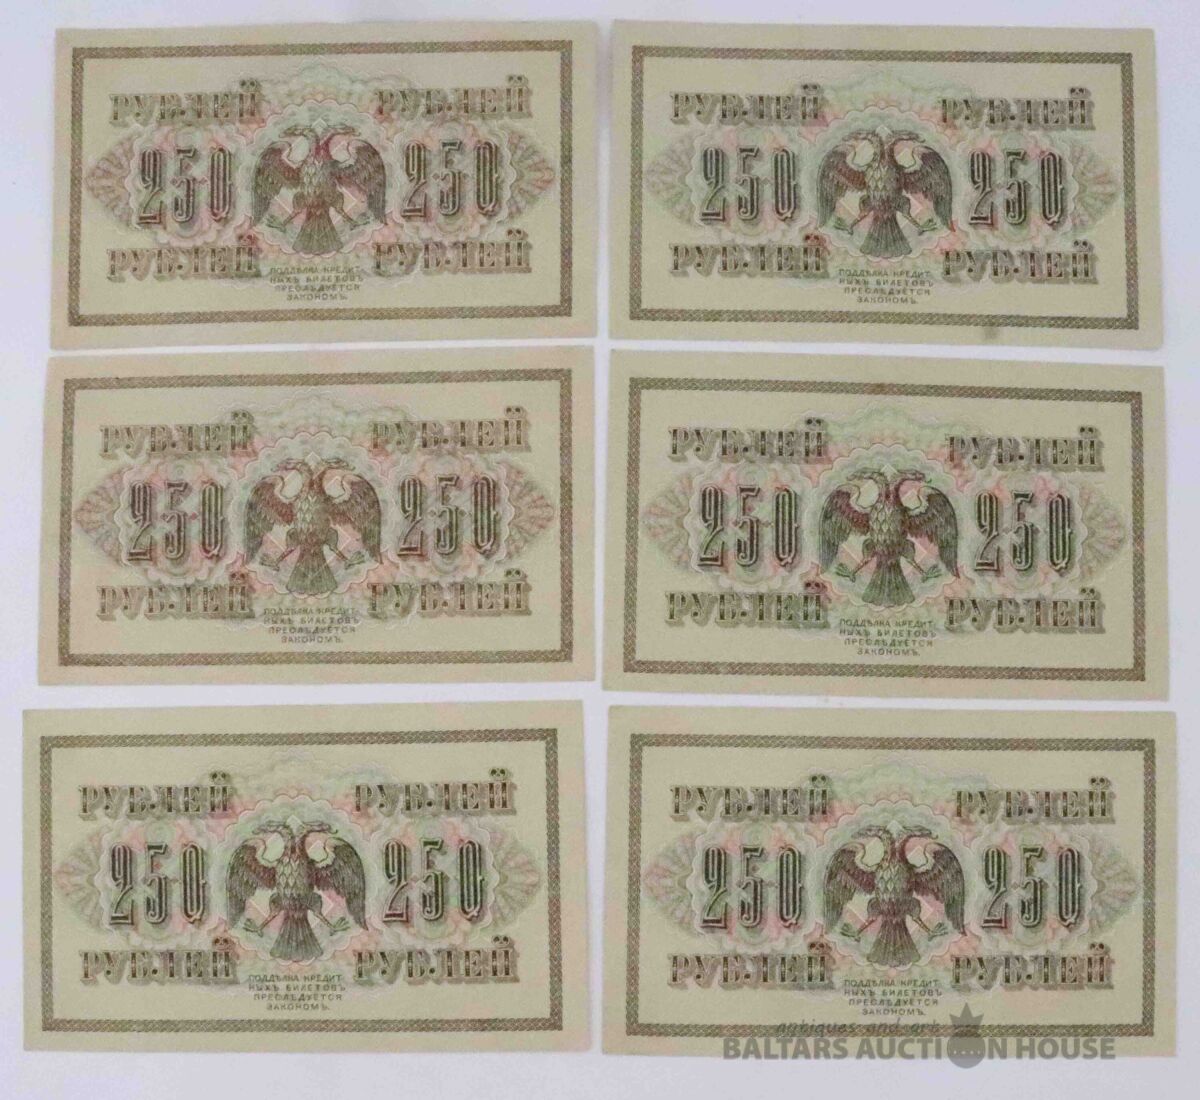 РУБЛЕЙ РУБЛЕЙ
250 250
РУБЛЕЙ РУБЛЕЙ
ПОДДѢЛКА КРЕДИТ-
НЫХЪ БИЛЕТОВЪ
ПРЕСЛѢДУЕТСЯ
ЗАКОНОМЪ.
РУБЛЕЙ РУБЛЕЙ
250 250
РУБЛЕЙ РУБЛЕЙ
ПОДДѢЛКА КРЕДИТ-
НЫХЪ БИЛЕТОВЪ
ПРЕСЛѢДУЕТСЯ
ЗАКОНОМЪ.
РУБЛЕЙ РУБЛЕЙ
250 250
РУБЛЕЙ РУБЛЕЙ
ПОДДѢЛКА КРЕДИТ-
НЫХЪ БИЛЕТОВЪ
ПРЕСЛѢДУЕТСЯ
ЗАКОНОМЪ.
РУБЛЕЙ РУБЛЕЙ
250 250
РУБЛЕЙ РУБЛЕЙ
ПОДДѢЛКА КРЕДИТ-
НЫХЪ БИЛЕТОВЪ
ПРЕСЛѢДУЕТСЯ
ЗАКОНОМЪ.
РУБЛЕЙ РУБЛЕЙ
250 250
РУБЛЕЙ РУБЛЕЙ
ПОДДѢЛКА КРЕДИТ-
НЫХЪ БИЛЕТОВЪ
ПРЕСЛѢДУЕТСЯ
ЗАКОНОМЪ.
РУБЛЕЙ РУБЛЕЙ
250 250
РУБЛЕЙ РУБЛЕЙ
ПОДДѢЛКА КРЕДИТ-
НЫХЪ БИЛЕТОВЪ
ПРЕСЛѢДУЕТСЯ
ЗАКОНОМЪ.
antiques and art
BALTARS AUCTION HOUSE